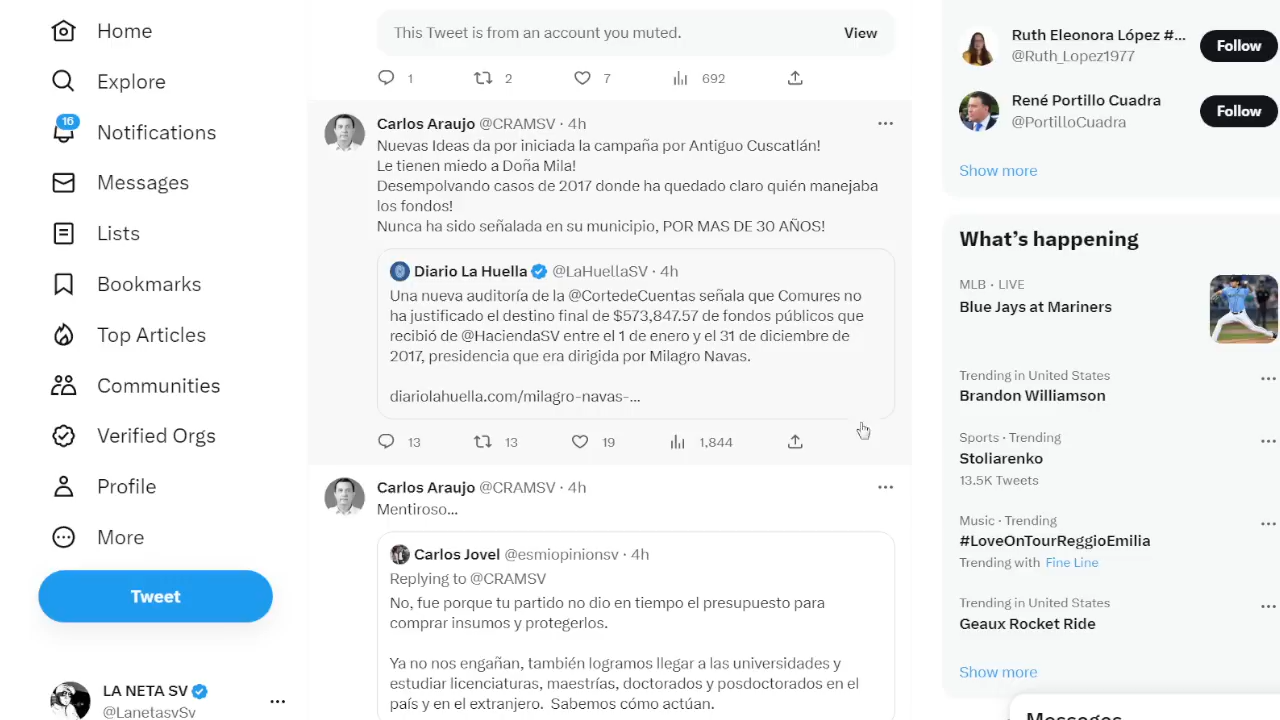 Home
Explore
16
Notifications
Messages
Lists
Bookmarks
Top Articles
Communities
Verified Orgs
Profile
More
Tweet
LA NETA SV
@LanetasvSv
This Tweet is from an account you muted.
View
1 2 7 692
Carlos Araujo @CRAMSV · 4h
Nuevas Ideas da por iniciada la campaña por Antiguo Cuscatlán!
Le tienen miedo a Doña Mila!
Desempolvando casos de 2017 donde ha quedado claro quién manejaba
los fondos!
Nunca ha sido señalada en su municipio, POR MAS DE 30 AÑOS!
Diario La Huella @LaHuellaSV · 4h
Una nueva auditoría de la @CortedeCuentas señala que Comures no
ha justificado el destino final de $573,847.57 de fondos públicos que
recibió de @HaciendaSV entre el 1 de enero y el 31 de diciembre de
2017, presidencia que era dirigida por Milagro Navas.
diariolahuella.com/milagro-navas-...
13 13 19 1,844
Carlos Araujo @CRAMSV · 4h
Mentiroso...
Carlos Jovel @esmiopinionsv · 4h
Replying to @CRAMSV
No, fue porque tu partido no dio en tiempo el presupuesto para
comprar insumos y protegerlos.
Ya no nos engañan, también logramos llegar a las universidades y
estudiar licenciaturas, maestrías, doctorados y posdoctorados en el
país y en el extranjero. Sabemos cómo actúan.
Ruth Eleonora López #...
@Ruth_Lopez1977
Follow
René Portillo Cuadra
@PortilloCuadra
Follow
Show more
What's happening
MLB · LIVE
Blue Jays at Mariners
Trending in United States
Brandon Williamson
Sports · Trending
Stoliarenko
13.5K Tweets
Music · Trending
#LoveOnTourReggioEmilia
Trending with Fine Line
Trending in United States
Geaux Rocket Ride
Show more
Messages